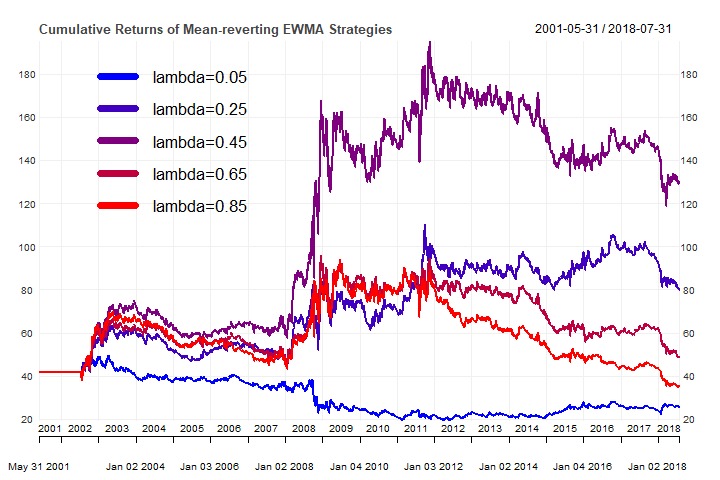 Cumulative Returns of Mean-reverting EWMA Strategies 2001-05-31 / 2018-07-31
180 180
160 160
140 140
120 120
100 100
80 80
60 60
40 40
20 20
lambda=0.05
lambda=0.25
lambda=0.45
lambda=0.65
lambda=0.85
2001 2002 2003 2004 2005 2006 2007 2008 2009 2010 2011 2012 2013 2014 2015 2016 2017 2018
May 31 2001 Jan 02 2004 Jan 03 2006 Jan 02 2008 Jan 04 2010 Jan 03 2012 Jan 02 2014 Jan 04 2016 Jan 02 2018